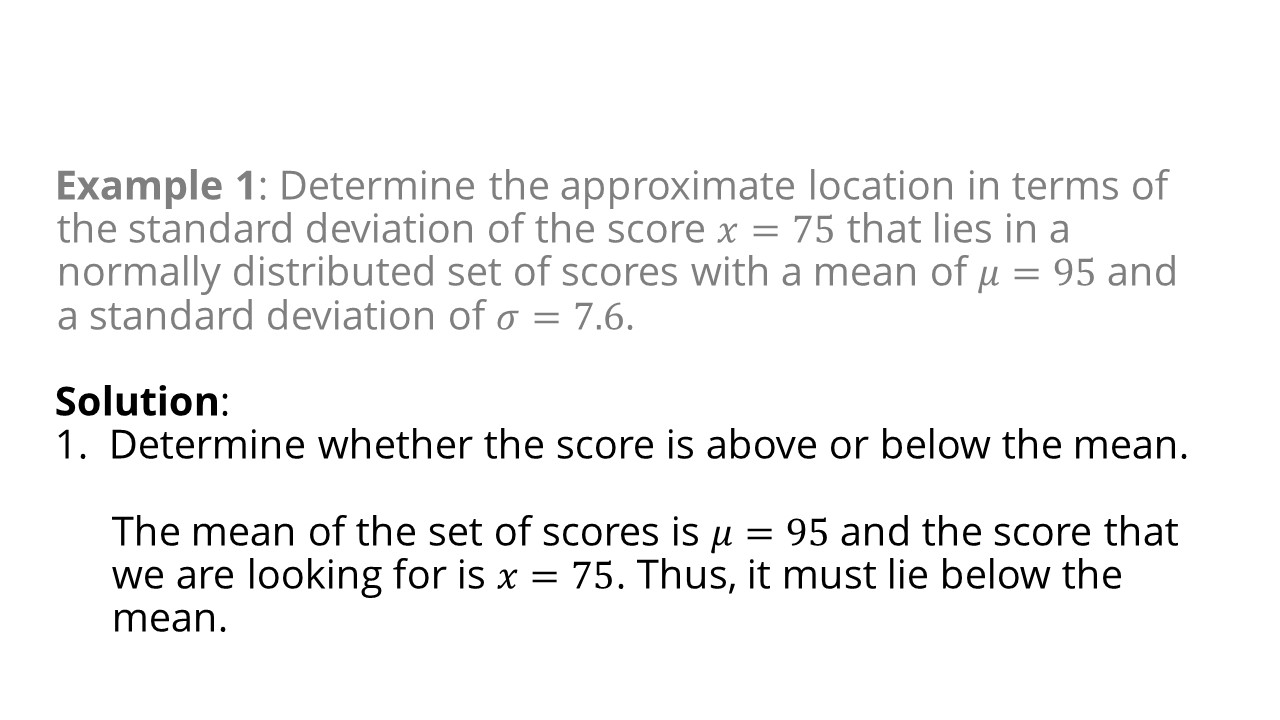 Example 1: Determine the approximate location in terms of
the standard deviation of the score 𝑥 = 75 that lies in a
normally distributed set of scores with a mean of 𝜇 = 95 and
a standard deviation of 𝜎 = 7.6.
Solution:
1. Determine whether the score is above or below the mean.
The mean of the set of scores is 𝜇 = 95 and the score that
we are looking for is 𝑥 = 75. Thus, it must lie below the
mean.